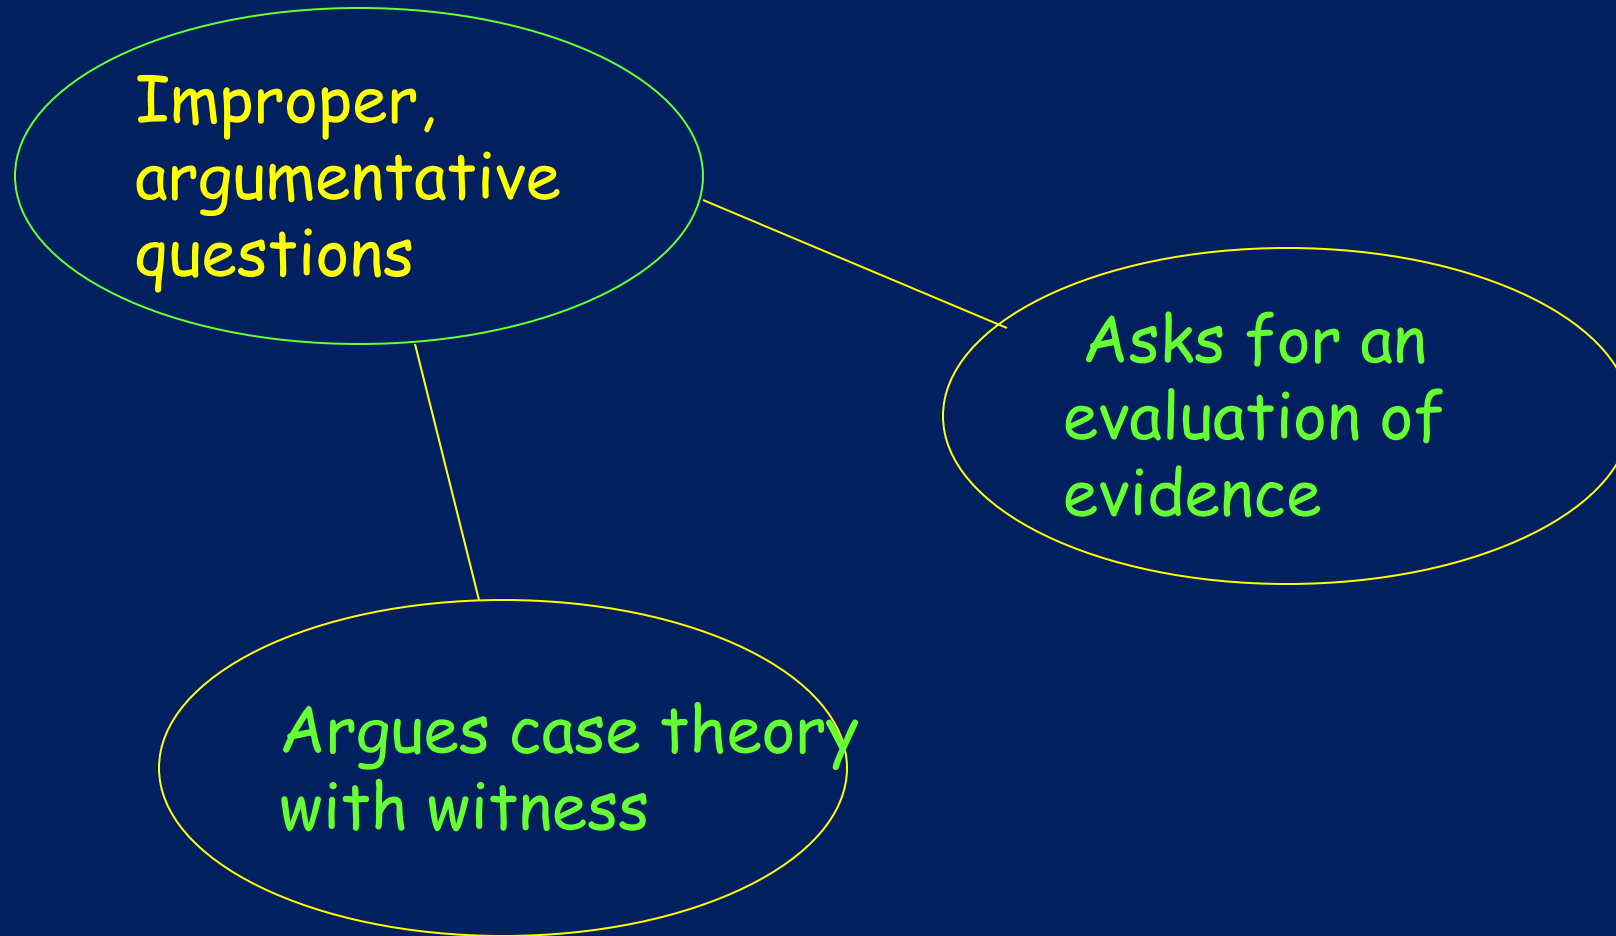 Improper,
argumentative
questions
Asks for an
evaluation of
evidence
Argues case theory
with witness